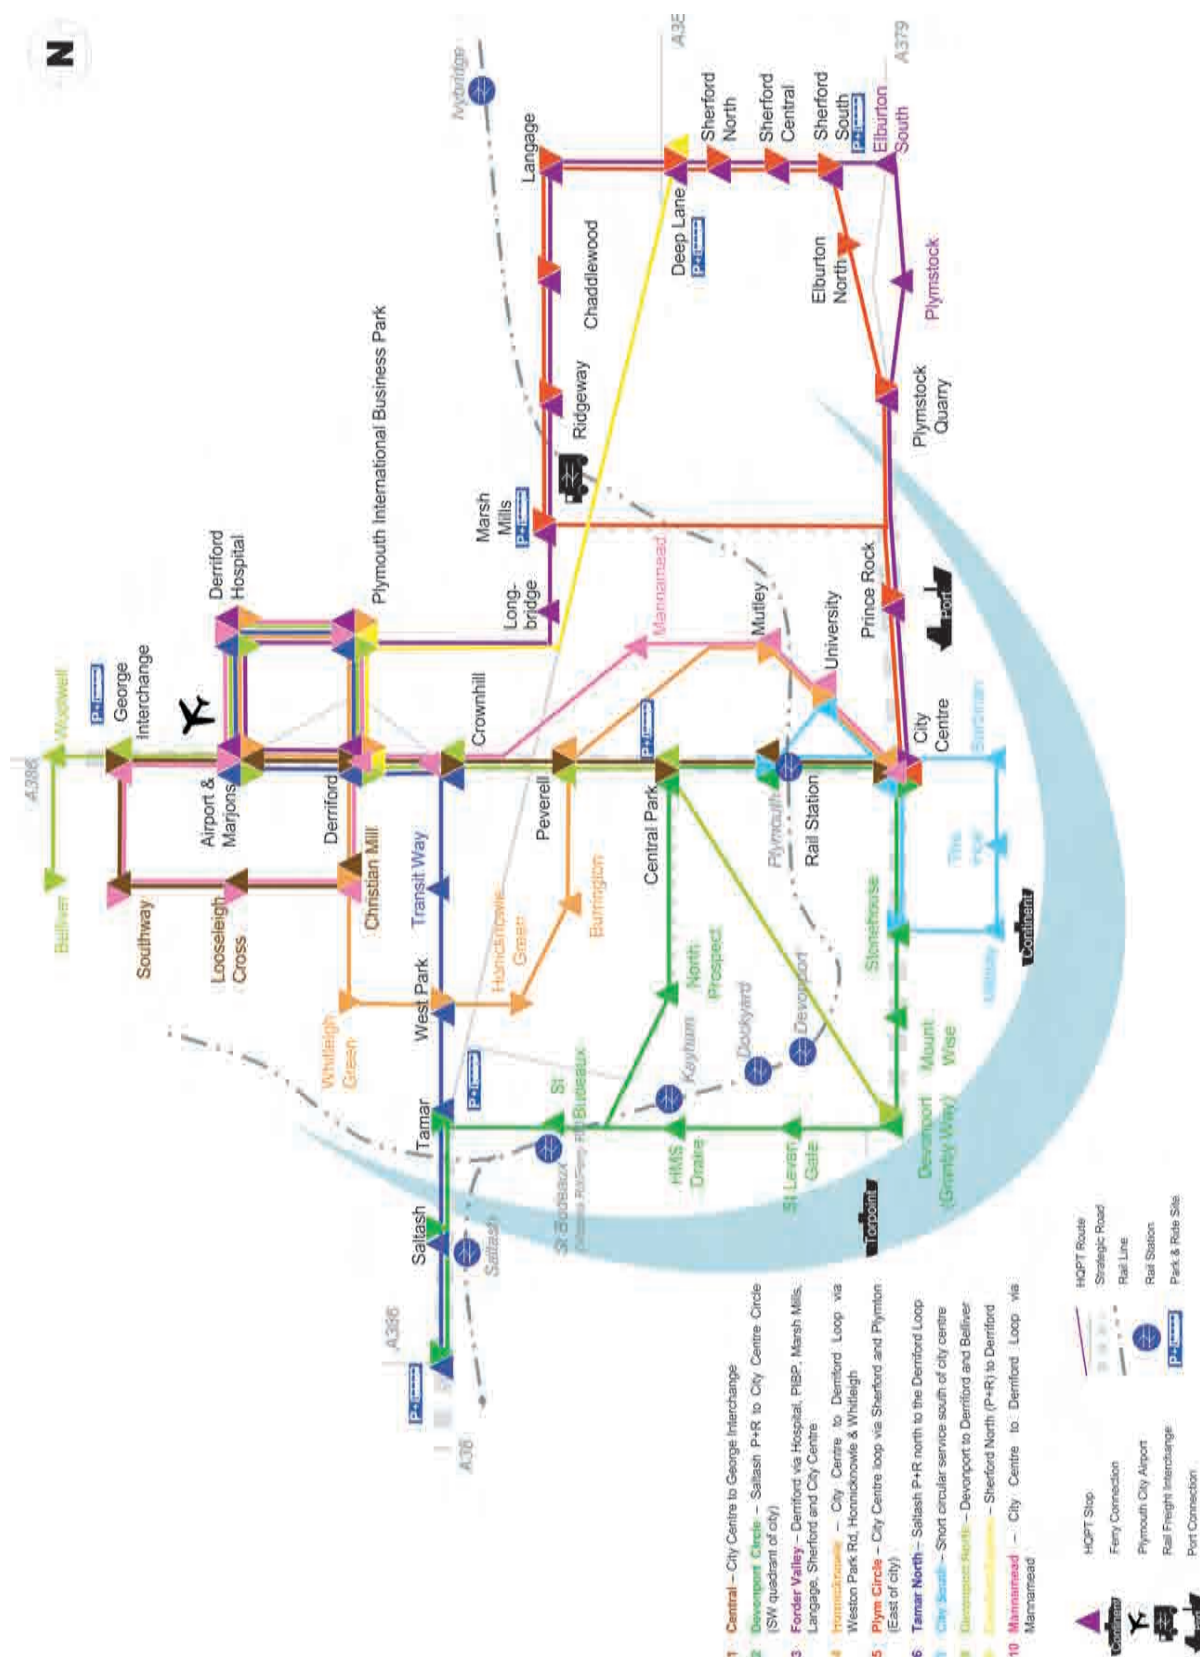 N
A386
Woolwell
George
Interchange
Belliver
Southway
Derriford
Hospital
Airport &
Marjons
Looseleigh
Cross
Plymouth International Business Park
Derriford
Christian Mill
Whitleigh
Green
Crownhill
Transit Way
West Park
Tamar
Saltash
A388
A38
Saltash
Honicknowle
Green
Burrington
Peverell
St
Budeaux
St Budeaux
Central Park
North
Prospect
Keyham
HMS
Drake
Dockyard
Devonport
St Levan
Gate
Plymouth
Rail Station
Mannamead
Mutley
University
City
Centre
Stonehouse
Mount
Wise
Devonport
Barbican
The
Continent
Torpoint
Prince Rock
Port
Long-
bridge
Marsh
Mills
Ridgeway
Chaddlewood
Langage
Ivybridge
A38
A379
Deep Lane
Sherford
North
Sherford
Central
Sherford
South
Elburton
South
Elburton
North
Plymstock
Plymstock
Quarry
P+R
1 Central – City Centre to George Interchange
2 Devonport Circle – Saltash P+R to City Centre Circle
(SW quadrant of city)
3 Forder Valley – Derriford via Hospital, PIBP, Marsh Mills,
Langage, Sherford and City Centre
4 Honicknowle – City Centre to Derriford Loop via
Weston Park Rd, Honnicknowle & Whitleigh
5 Plym Circle – City Centre loop via Sherford and Plymton
(East of city)
6 Tamar North – Saltash P+R north to the Derriford Loop
City South – Short circular service south of city centre
8 Devonport North – Devonport to Derriford and Belliver
– Sherford North (P+R) to Derriford
10 Mannamead – City Centre to Derriford Loop via
Mannamead
HQPT Stop
Ferry Connection
Plymouth City Airport
Rail Freight Interchange
Port Connection
HQPT Route
Strategic Road
Rail Line
Rail Station
Park & Ride Site